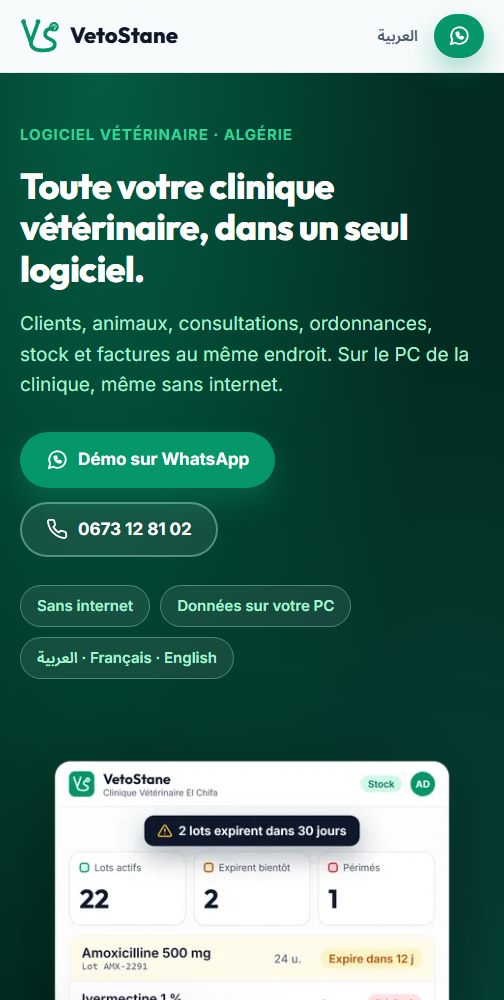 VetoStane
العربية
LOGICIEL VÉTÉRINAIRE · ALGÉRIE
Toute votre clinique
vétérinaire, dans un seul
logiciel.
Clients, animaux, consultations, ordonnances,
stock et factures au même endroit. Sur le PC de la
clinique, même sans internet.
Démo sur WhatsApp
0673 12 81 02
Sans internet
Données sur votre PC
العربية · Français · English
VetoStane
Clinique Vétérinaire El Chifa
Stock
AD
2 lots expirent dans 30 jours
Lots actifs
22
Expirent bientôt
2
Périmés
1
Amoxicilline 500 mg
Lot AMX-2291
24 u.
Expire dans 12 j
Ivermectine 1 %